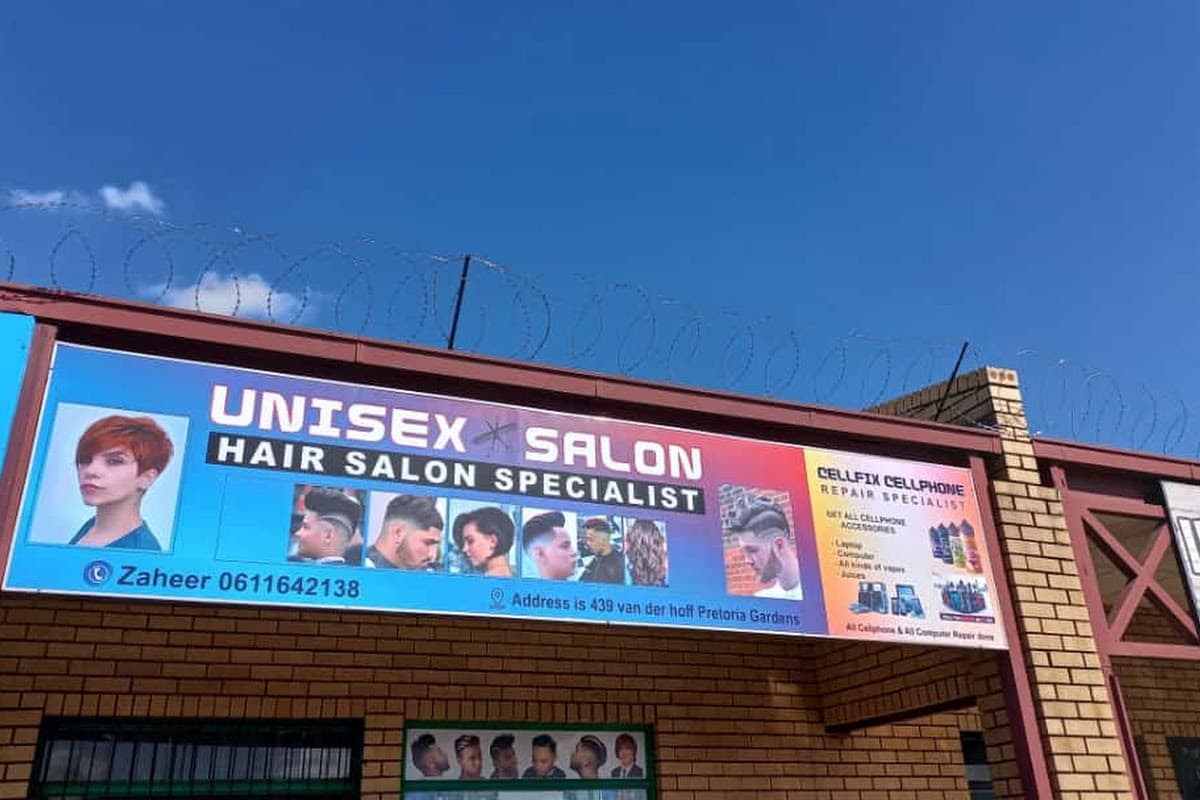 UNISEX SALON
HAIR SALON SPECIALIST
Zaheer 0611642138
Address is 439 van der hoff Pretoria Gardens
CELLFIX CELLPHONE
REPAIR SPECIALIST
GET ALL CELLPHONE
ACCESSORIES
- Laptop
- Computer
- All kinds of vapes
- Juices
All Cellphone & All Computer Repair done